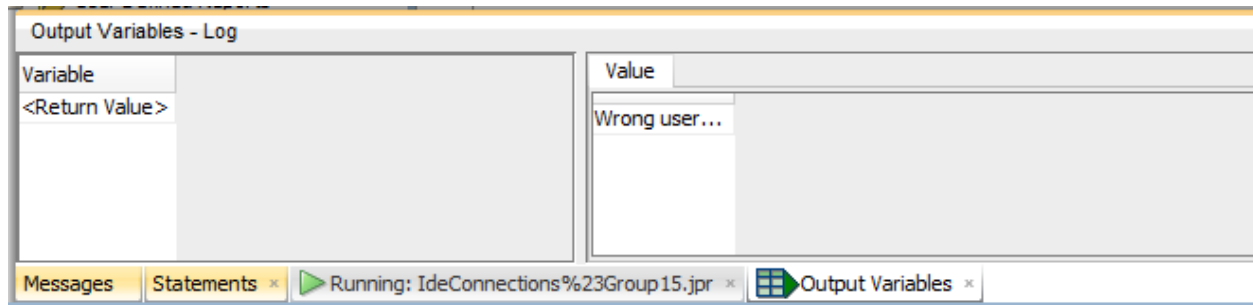 Output Variables - Log
Variable
<Return Value>
Value
Wrong user...
Messages
Statements
Running: IdeConnections%23Group15.jpr
Output Variables